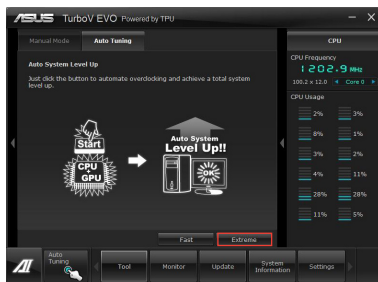 ASUS TurboV EVO Powered by TPU
Manual Mode
Auto Tuning
Auto System Level Up
Just click the button to automate overclocking and achieve a total system
level up.
Start
CPU
+
GPU
Auto System
Level Up!!
OK
Fast
Extreme
CPU
CPU Frequency
1202.9 MHz
100.2 x 12.0
Core 0
CPU Usage
2% 3%
8% 1%
3% 2%
4% 11%
28% 28%
11% 5%
AI
Auto
Tuning
Tool
Monitor
Update
System
Information
Settings